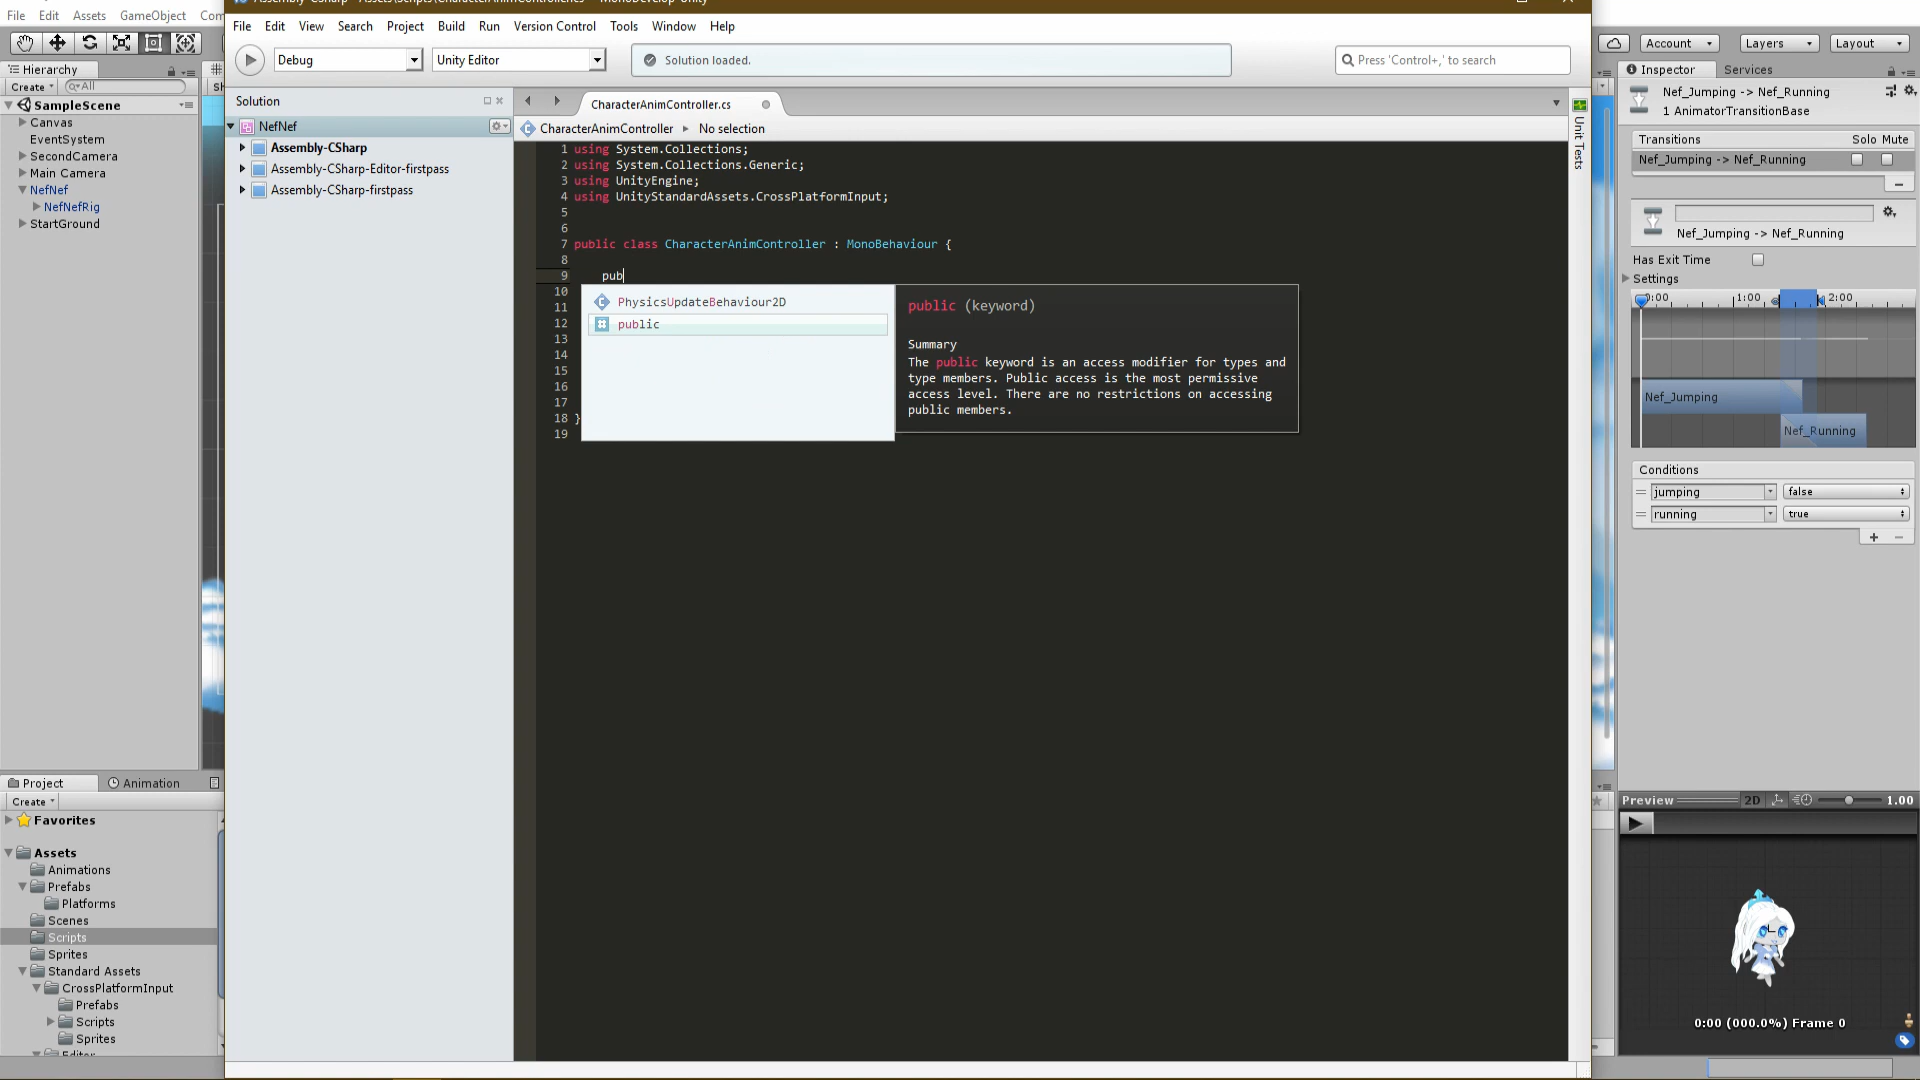 File Edit Assets GameObject
Account Layers Layout
Hierarchy
Create All
SampleScene
Canvas
EventSystem
SecondCamera
Main Camera
NefNef
NefNefRig
StartGround
Project Animation
Create
Favorites
Assets
Animations
Prefabs
Platforms
Scenes
Scripts
Sprites
Standard Assets
CrossPlatformInput
Prefabs
Scripts
Sprites
File Edit View Search Project Build Run Version Control Tools Window Help
Debug Unity Editor Solution loaded. Press 'Control+,' to search
Solution
NefNef
Assembly-CSharp
Assembly-CSharp-Editor-firstpass
Assembly-CSharp-firstpass
CharacterAnimController.cs
CharacterAnimController No selection
1 using System.Collections;
2 using System.Collections.Generic;
3 using UnityEngine;
4 using UnityStandardAssets.CrossPlatformInput;
5
6
7 public class CharacterAnimController : MonoBehaviour {
8
9 pub
10
11
12
13
14
15
16
17
18 }
19
PhysicsUpdateBehaviour2D
public
public (keyword)
Summary
The public keyword is an access modifier for types and
type members. Public access is the most permissive
access level. There are no restrictions on accessing
public members.
Unit Tests
Inspector Services
Nef_Jumping -> Nef_Running
1 AnimatorTransitionBase
Transitions Solo Mute
Nef_Jumping -> Nef_Running
Nef_Jumping -> Nef_Running
Has Exit Time
Settings
0:00 1:00 2:00
Nef_Jumping
Nef_Running
Conditions
jumping false
running true
Preview 2D 1.00
0:00 (000.0%) Frame 0